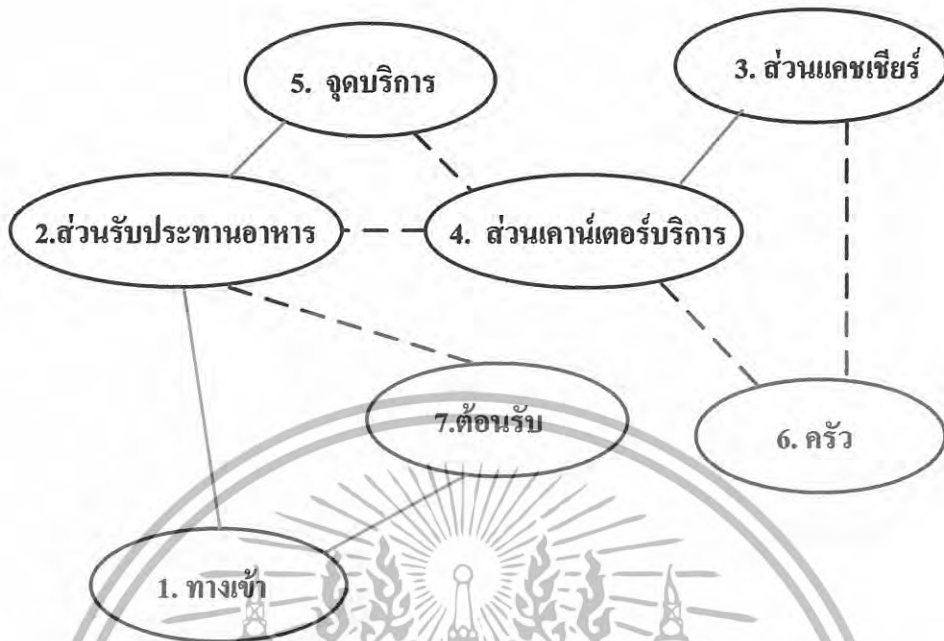 5. จุดบริการ
3. ส่วนแคชเชียร์
2.ส่วนรับประทานอาหาร
4. ส่วนเคาน์เตอร์บริการ
7.ต้อนรับ
6. ครัว
1. ทางเข้า